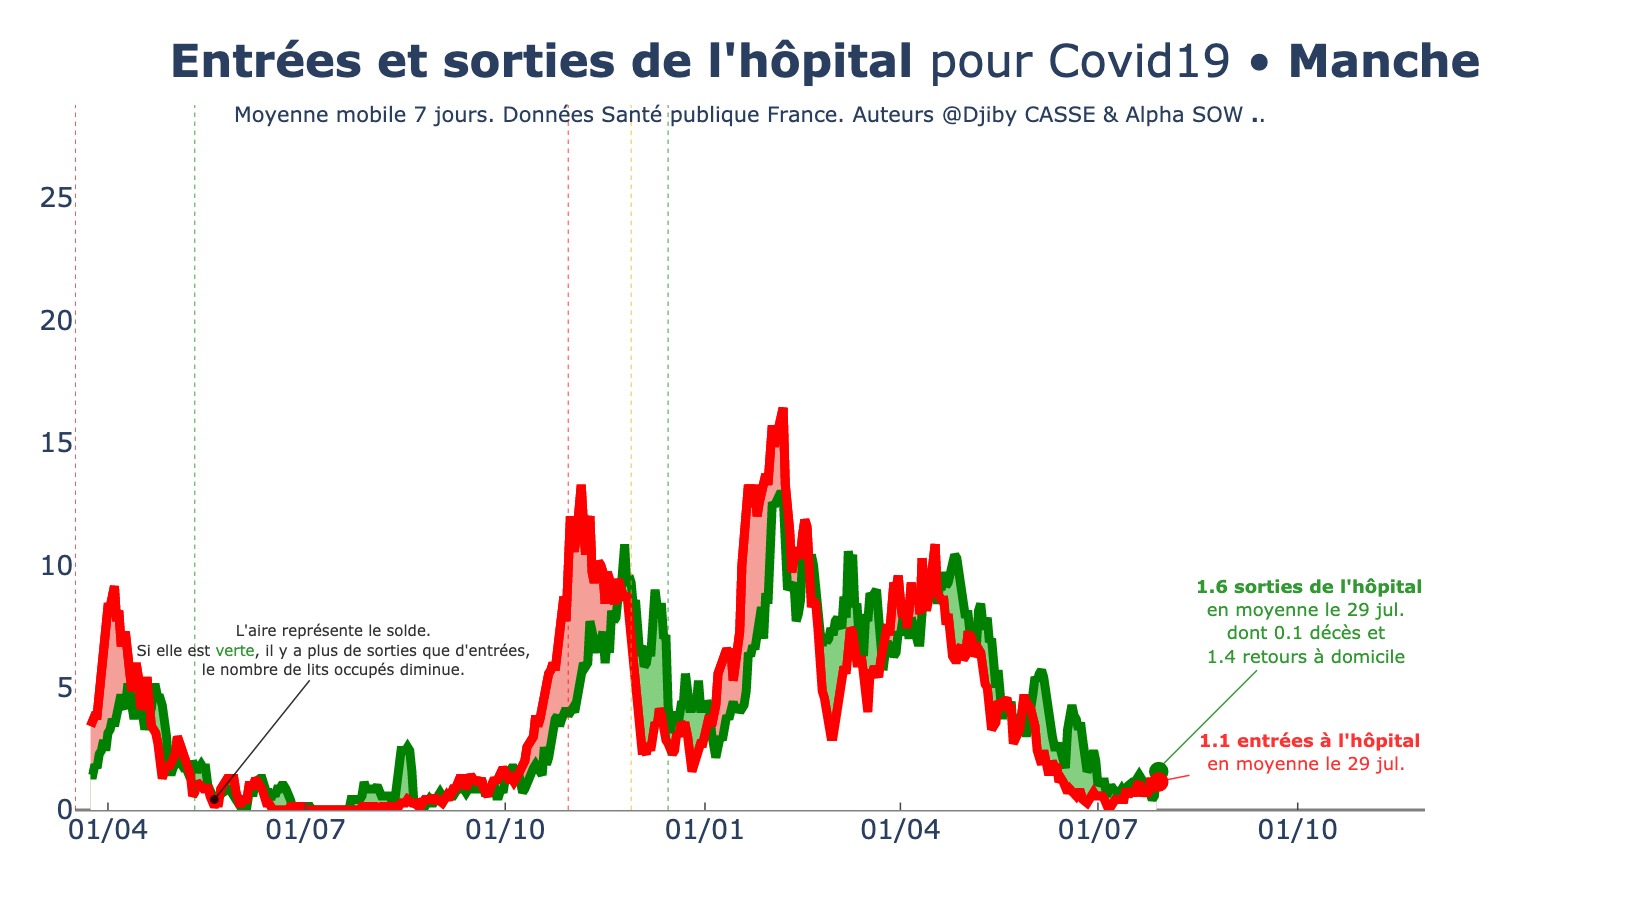 Entrées et sorties de l'hôpital pour Covid19 • Manche
Moyenne mobile 7 jours. Données Santé publique France. Auteurs @Djiby CASSE & Alpha SOW ..
25
20
15
10
5
0
L'aire représente le solde.
Si elle est verte, il y a plus de sorties que d'entrées,
le nombre de lits occupés diminue.
1.6 sorties de l'hôpital
en moyenne le 29 jul.
dont 0.1 décès et
1.4 retours à domicile
1.1 entrées à l'hôpital
en moyenne le 29 jul.
01/04 01/07 01/10 01/01 01/04 01/07 01/10